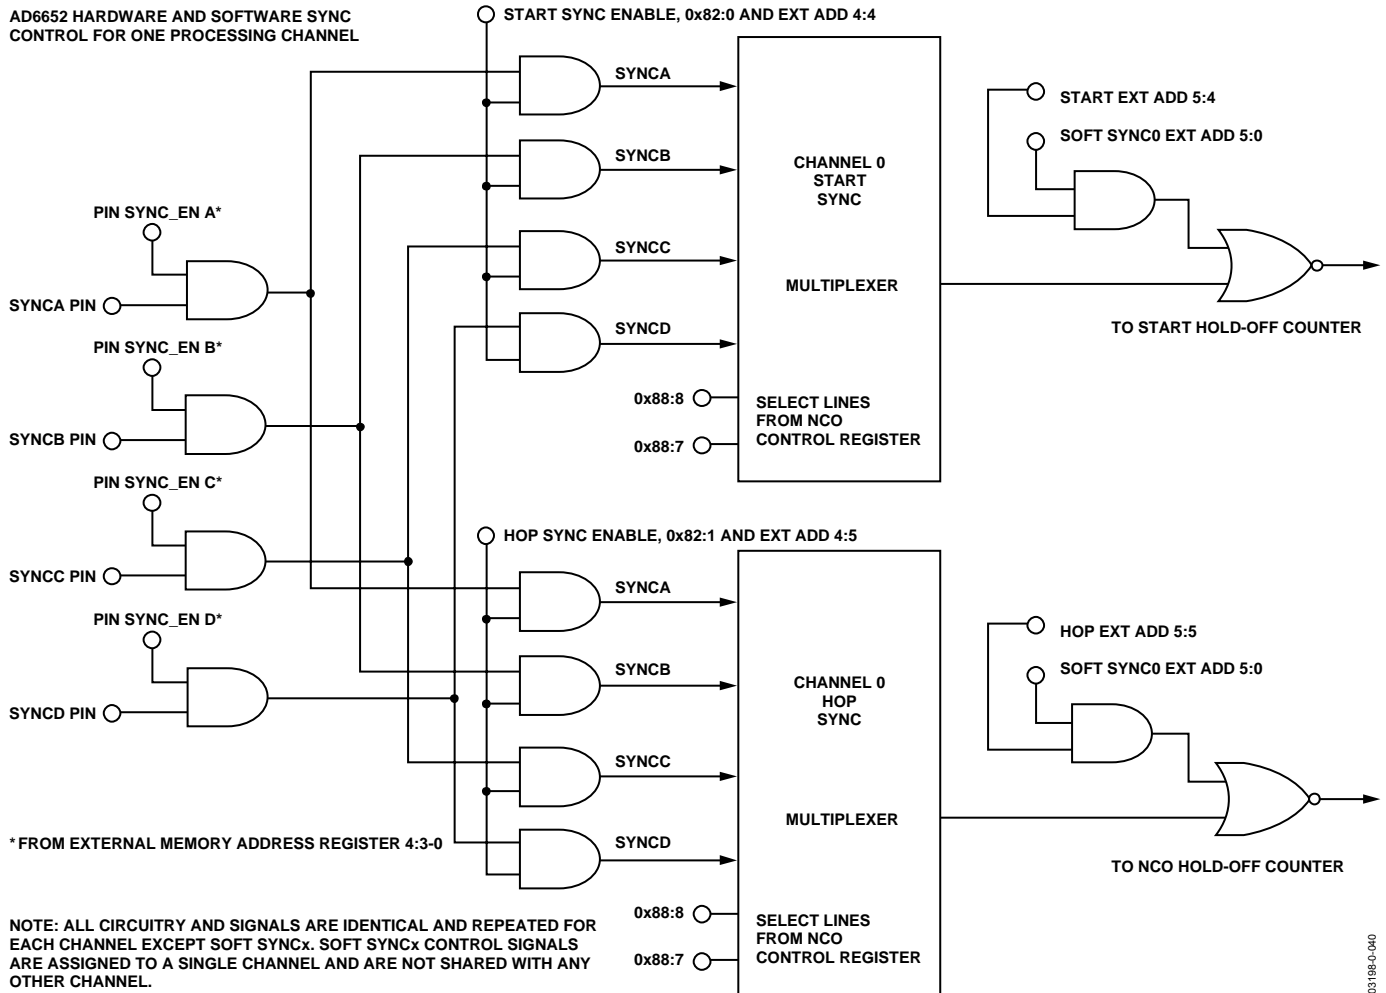 AD6652 HARDWARE AND SOFTWARE SYNC
CONTROL FOR ONE PROCESSING CHANNEL
START SYNC ENABLE, 0x82:0 AND EXT ADD 4:4
SYNCA
SYNCB
SYNCC
SYNCD
CHANNEL 0
START
SYNC
MULTIPLEXER
0x88:8
0x88:7
SELECT LINES
FROM NCO
CONTROL REGISTER
START EXT ADD 5:4
SOFT SYNC0 EXT ADD 5:0
TO START HOLD-OFF COUNTER
PIN SYNC_EN A*
SYNCA PIN
PIN SYNC_EN B*
SYNCB PIN
PIN SYNC_EN C*
SYNCC PIN
PIN SYNC_EN D*
SYNCD PIN
HOP SYNC ENABLE, 0x82:1 AND EXT ADD 4:5
SYNCA
SYNCB
SYNCC
SYNCD
CHANNEL 0
HOP
SYNC
MULTIPLEXER
0x88:8
0x88:7
SELECT LINES
FROM NCO
CONTROL REGISTER
HOP EXT ADD 5:5
SOFT SYNC0 EXT ADD 5:0
TO NCO HOLD-OFF COUNTER
*FROM EXTERNAL MEMORY ADDRESS REGISTER 4:3-0
NOTE: ALL CIRCUITRY AND SIGNALS ARE IDENTICAL AND REPEATED FOR
EACH CHANNEL EXCEPT SOFT SYNCx. SOFT SYNCx CONTROL SIGNALS
ARE ASSIGNED TO A SINGLE CHANNEL AND ARE NOT SHARED WITH ANY
OTHER CHANNEL.
03198-0-040